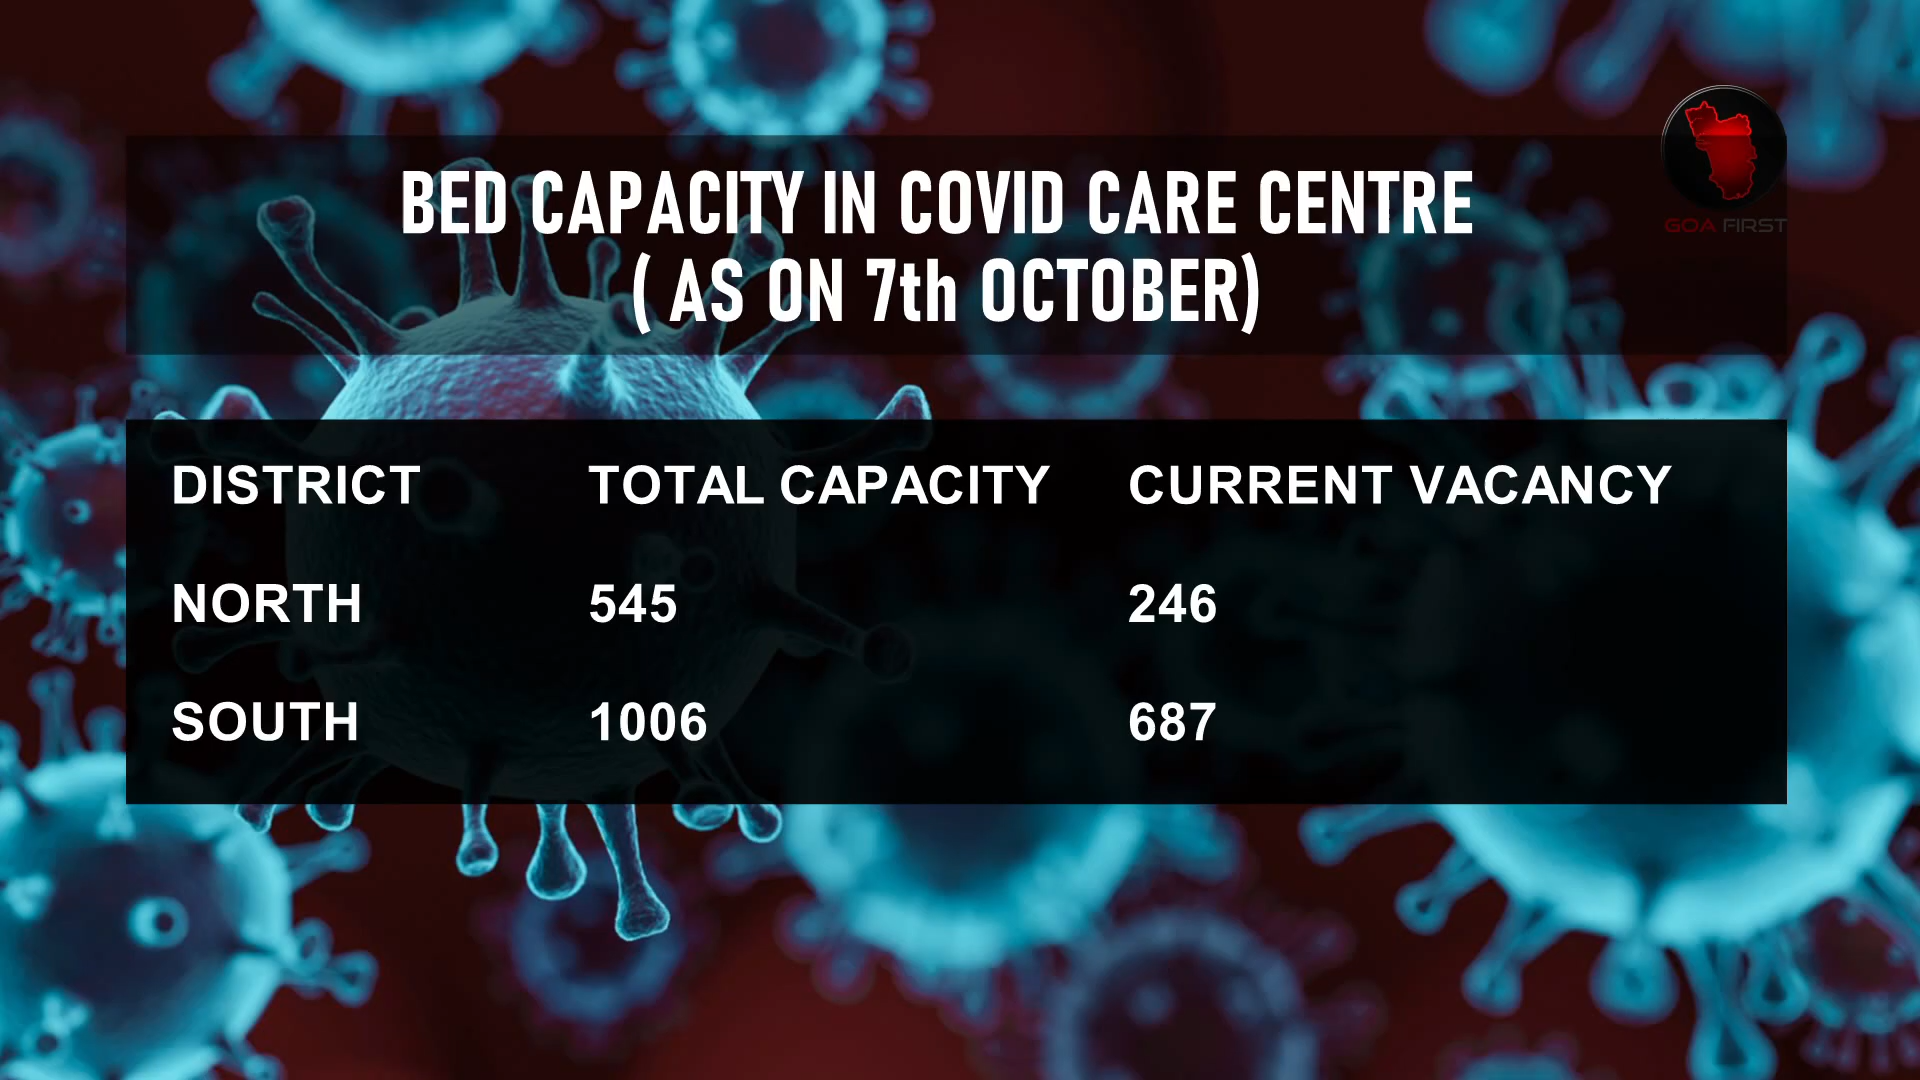 GOA FIRST
BED CAPACITY IN COVID CARE CENTRE
( AS ON 7th OCTOBER)
DISTRICT TOTAL CAPACITY CURRENT VACANCY
NORTH 545 246
SOUTH 1006 687